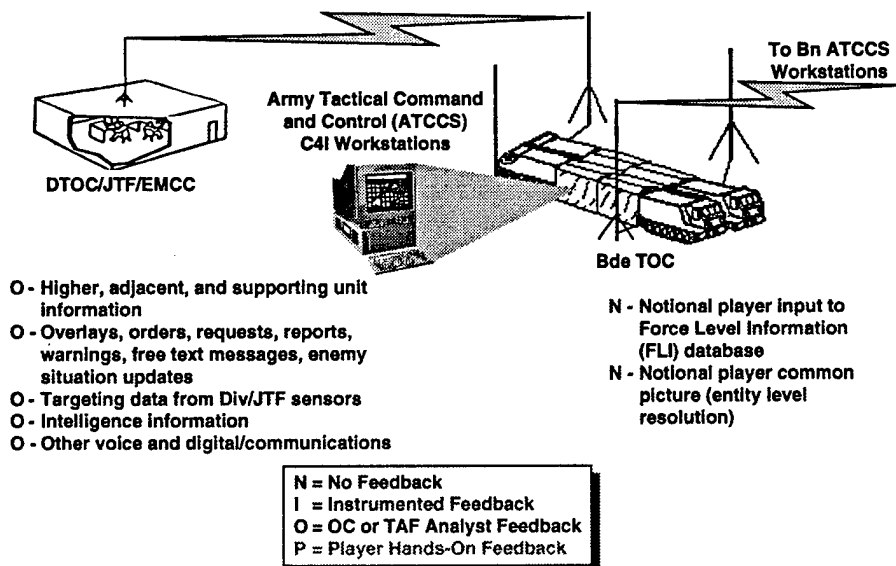 To Bn ATCCS
Workstations
Army Tactical Command
and Control (ATCCS)
C4I Workstations
DTOC/JTF/EMCC
Bde TOC
O - Higher, adjacent, and supporting unit
information
O - Overlays, orders, requests, reports,
warnings, free text messages, enemy
situation updates
O - Targeting data from Div/JTF sensors
O - Intelligence information
O - Other voice and digital/communications
N - Notional player input to
Force Level Information
(FLI) database
N - Notional player common
picture (entity level
resolution)
N = No Feedback
I = Instrumented Feedback
O = OC or TAF Analyst Feedback
P = Player Hands-On Feedback